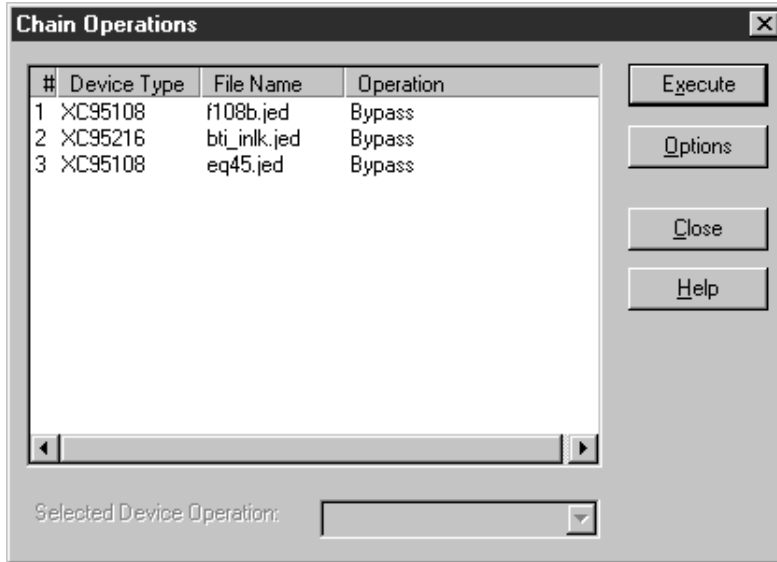 Chain Operations
# Device Type File Name Operation
1 XC95108 f108b.jed Bypass
2 XC95216 bti_inlk.jed Bypass
3 XC95108 eq45.jed Bypass
Execute
Options
Close
Help
Selected Device Operation: